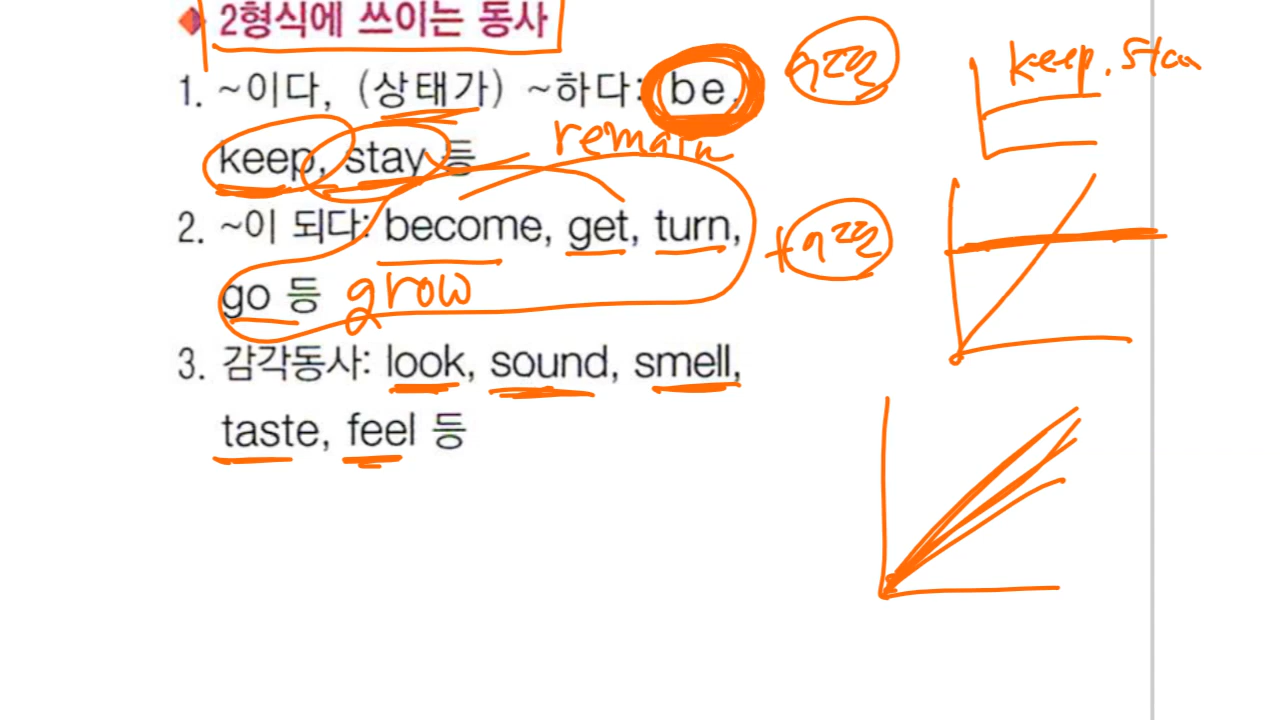 2형식에 쓰이는 동사
1. ~이다, (상태가) ~하다: be,
keep. Stay
remain
keep, stay 등
2. ~이 되다: become, get, turn,
go 등 grow
3. 감각동사: look, sound, smell,
taste, feel 등